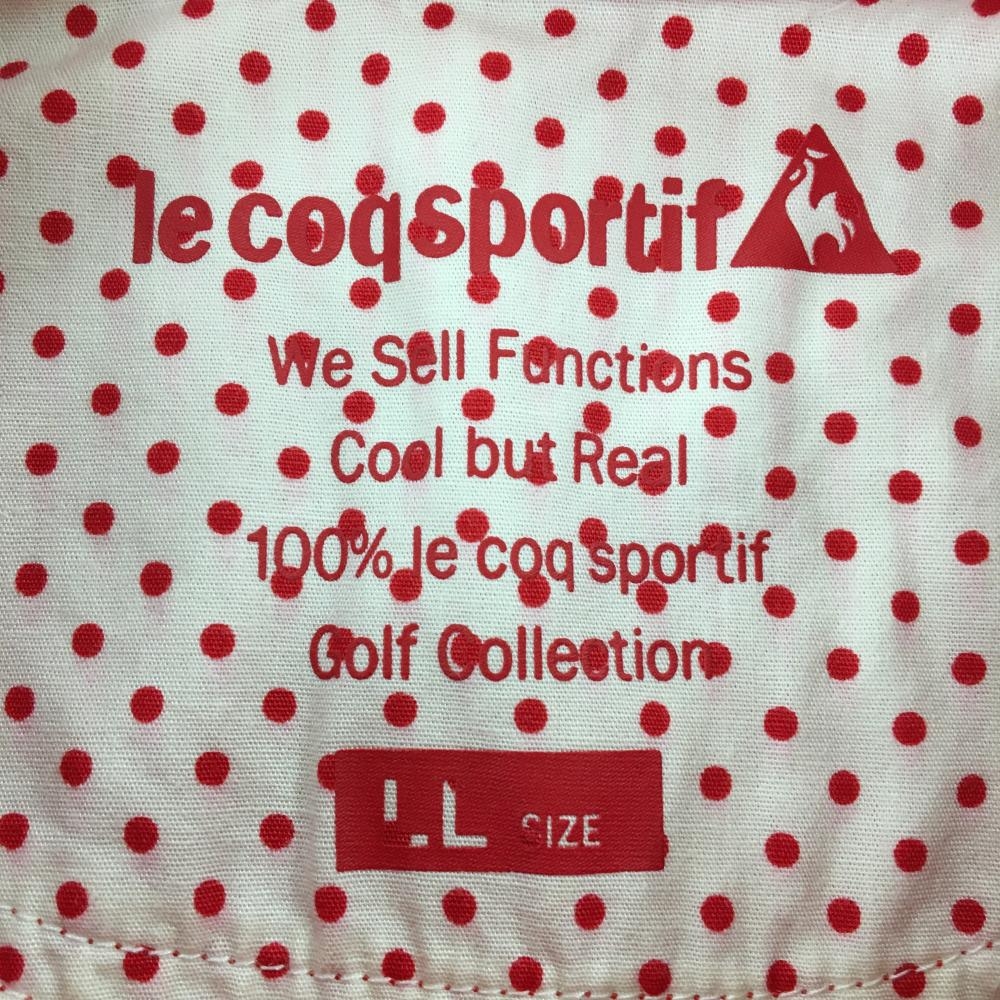 le coq sportif
We Sell Functions
Cool but Real
100% le coq sportif
Golf Collection
LL SIZE